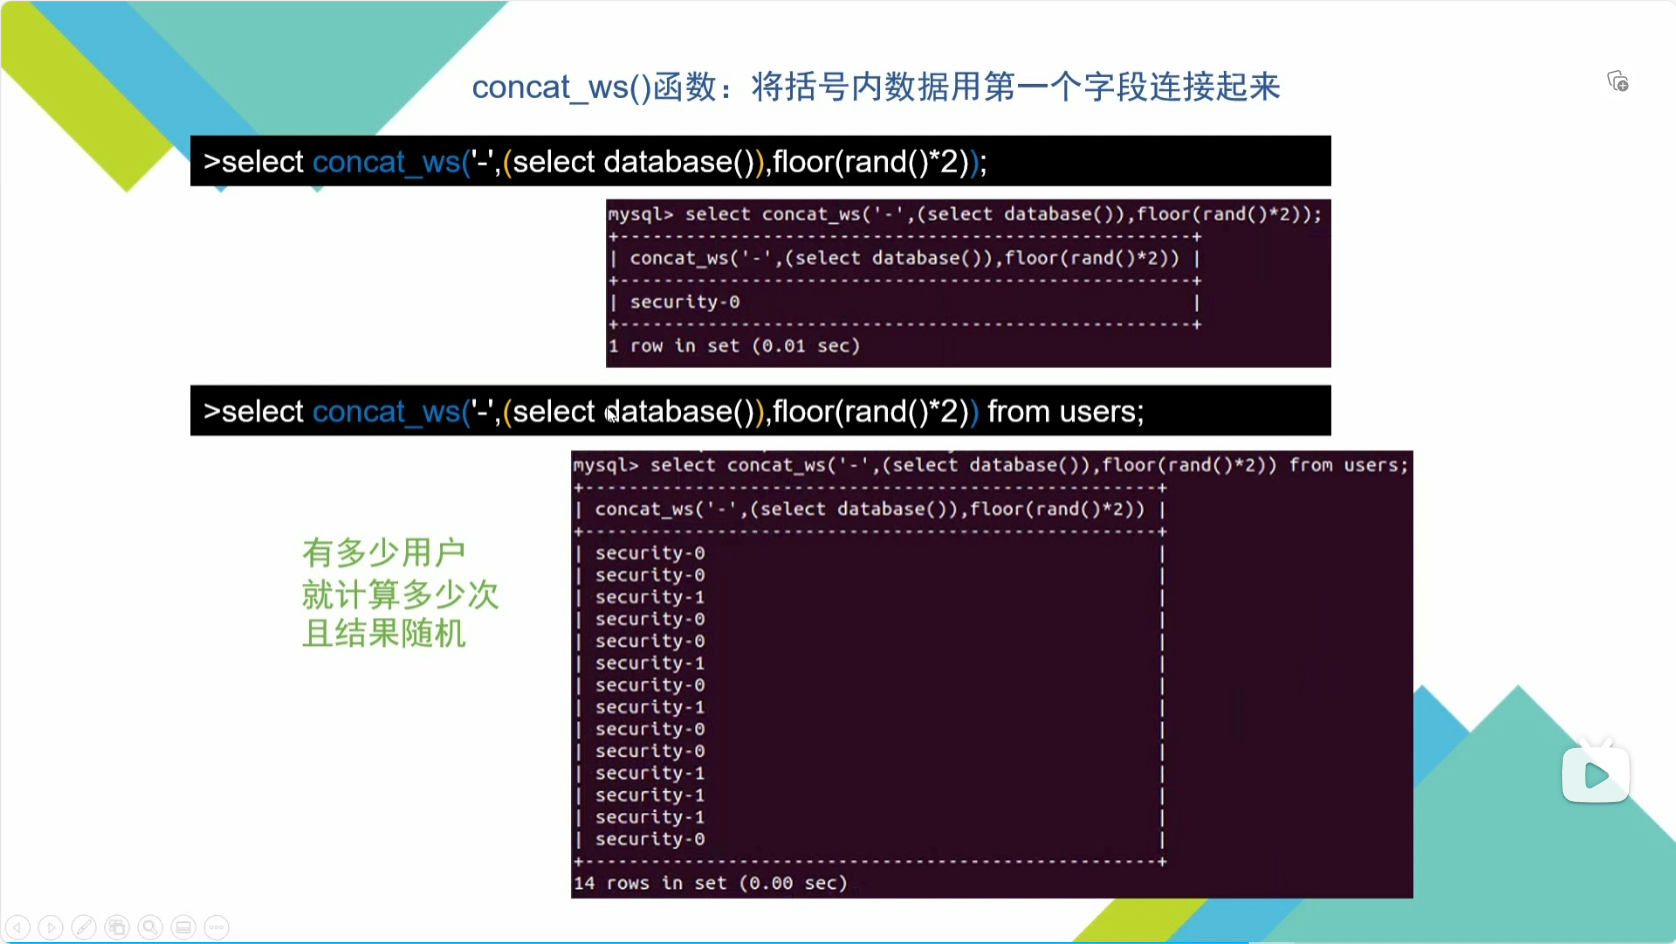 concat_ws()函数：将括号内数据用第一个字段连接起来
>select concat_ws('-',(select database()),floor(rand()*2));
mysql> select concat_ws('-',(select database()),floor(rand()*2));
+----------------------------------------------------+
| concat_ws('-',(select database()),floor(rand()*2)) |
+----------------------------------------------------+
| security-0 |
+----------------------------------------------------+
1 row in set (0.01 sec)
>select concat_ws('-',(select database()),floor(rand()*2)) from users;
mysql> select concat_ws('-',(select database()),floor(rand()*2)) from users;
+----------------------------------------------------+
| concat_ws('-',(select database()),floor(rand()*2)) |
+----------------------------------------------------+
| security-0 |
| security-0 |
| security-1 |
| security-0 |
| security-0 |
| security-1 |
| security-0 |
| security-1 |
| security-0 |
| security-0 |
| security-1 |
| security-1 |
| security-1 |
| security-0 |
+----------------------------------------------------+
14 rows in set (0.00 sec)
有多少用户
就计算多少次
且结果随机